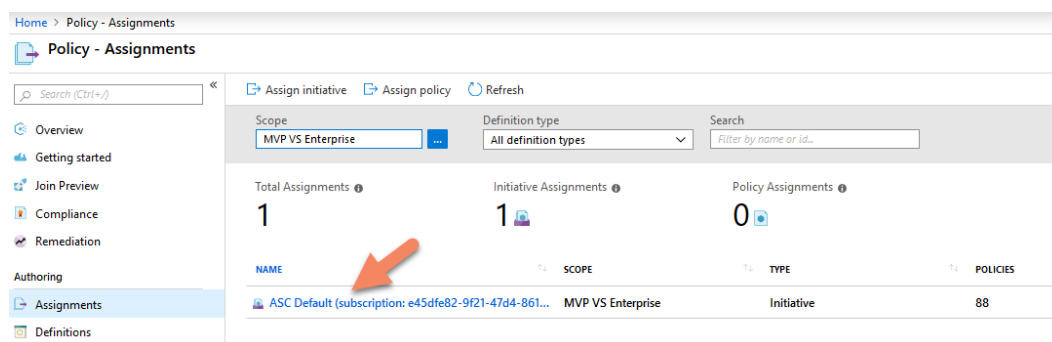 Home > Policy - Assignments
Policy - Assignments
Search (Ctrl+/)
«
Overview
Getting started
Join Preview
Compliance
Remediation
Authoring
Assignments
Definitions
Assign initiative Assign policy Refresh
Scope Definition type Search
MVP VS Enterprise ... All definition types Filter by name or id...
Total Assignments Initiative Assignments Policy Assignments
1 1 0
NAME SCOPE TYPE POLICIES
ASC Default (subscription: e45dfe82-9f21-47d4-861... MVP VS Enterprise Initiative 88